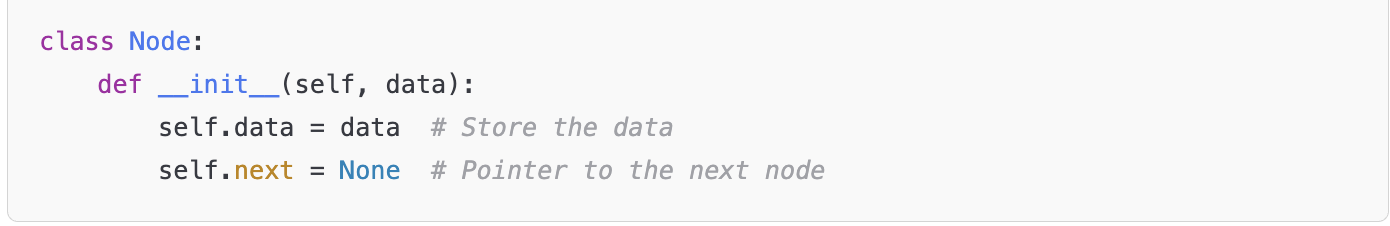 class Node:
    def __init__(self, data):
        self.data = data  # Store the data
        self.next = None  # Pointer to the next node